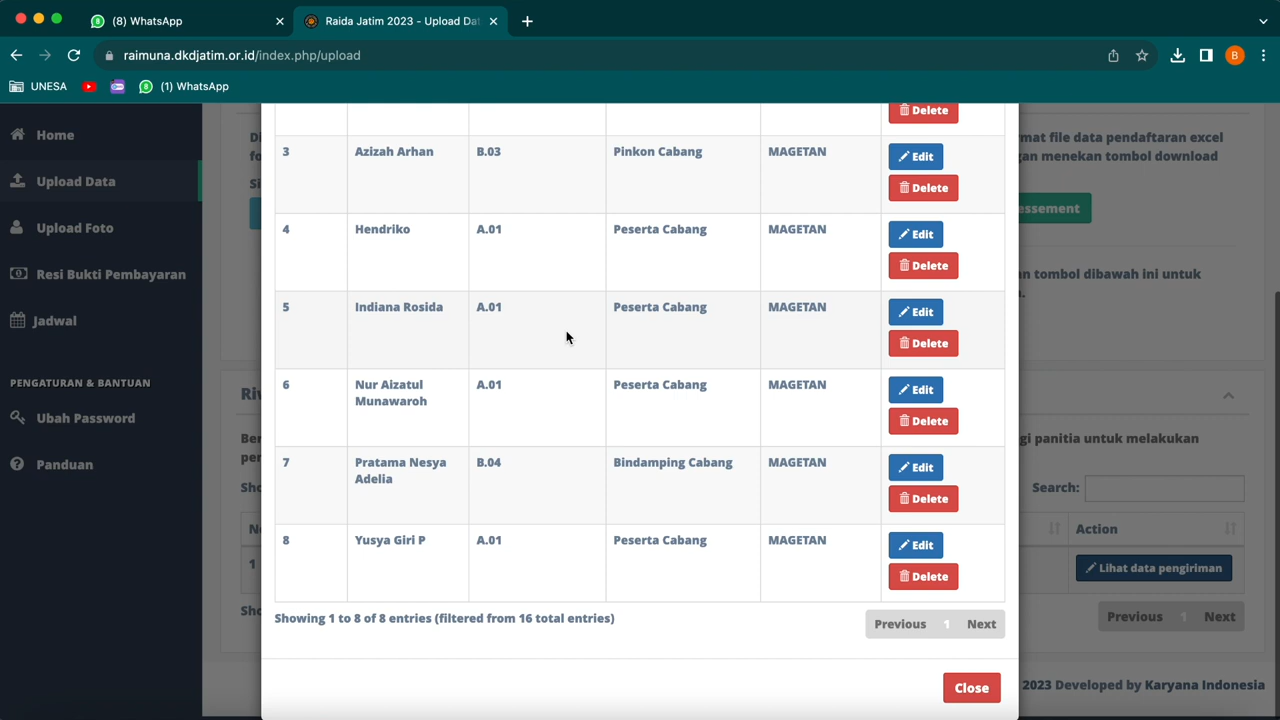 (8) WhatsApp
Raida Jatim 2023 - Upload Dat
raimuna.dkdjatim.or.id/index.php/upload
B
UNESA
(1) WhatsApp
Home
Upload Data
Upload Foto
Resi Bukti Pembayaran
Jadwal
PENGATURAN & BANTUAN
Ubah Password
Panduan
Delete
3 Azizah Arhan B.03 Pinkon Cabang MAGETAN Edit
Delete
4 Hendriko A.01 Peserta Cabang MAGETAN Edit
Delete
5 Indiana Rosida A.01 Peserta Cabang MAGETAN Edit
Delete
6 Nur Aizatul A.01 Peserta Cabang MAGETAN Edit
Munawaroh
Delete
7 Pratama Nesya B.04 Bindamping Cabang MAGETAN Edit
Adelia
Delete
8 Yusya Giri P A.01 Peserta Cabang MAGETAN Edit
Delete
Showing 1 to 8 of 8 entries (filtered from 16 total entries)
Previous 1 Next
Close
rmat file data pendaftaran excel
gan menekan tombol download
essement
n tombol dibawah ini untuk
gi panitia untuk melakukan
Search:
Action
1
Lihat data pengiriman
Previous 1 Next
2023 Developed by Karyana Indonesia